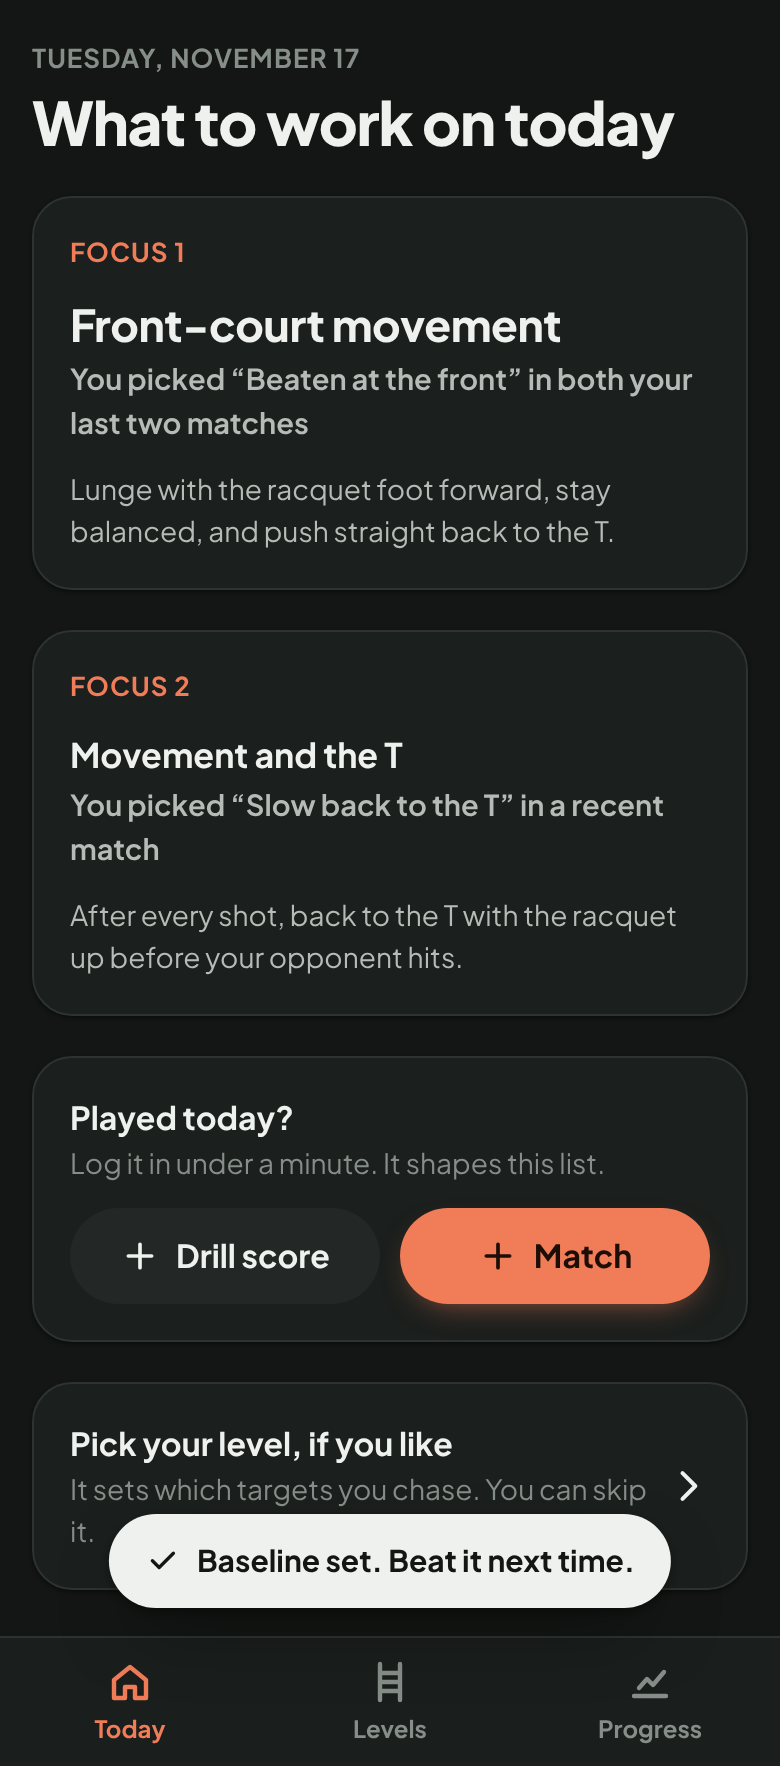 TUESDAY, NOVEMBER 17
What to work on today
FOCUS 1
Front-court movement
You picked “Beaten at the front” in both your
last two matches
Lunge with the racquet foot forward, stay
balanced, and push straight back to the T.
FOCUS 2
Movement and the T
You picked “Slow back to the T” in a recent
match
After every shot, back to the T with the racquet
up before your opponent hits.
Played today?
Log it in under a minute. It shapes this list.
Drill score
Match
Pick your level, if you like
It sets which targets you chase. You can skip
it.
Baseline set. Beat it next time.
Today
Levels
Progress